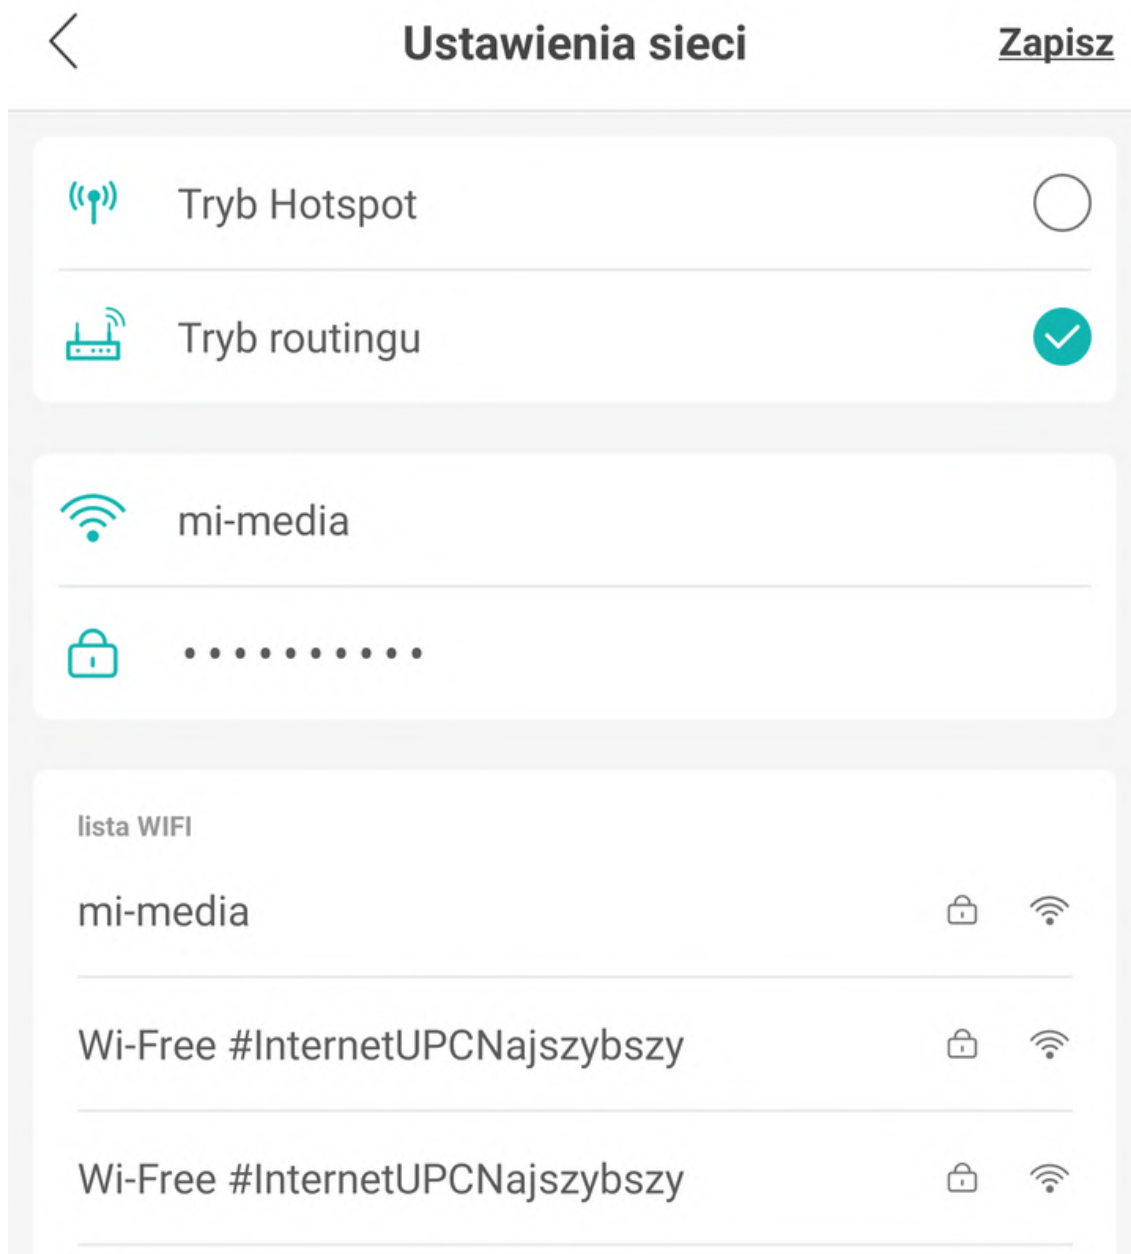 Ustawienia sieci
Zapisz
Tryb Hotspot
Tryb routingu
mi-media
••••••••••
lista WIFI
mi-media
Wi-Free #InternetUPCNajszybszy
Wi-Free #InternetUPCNajszybszy